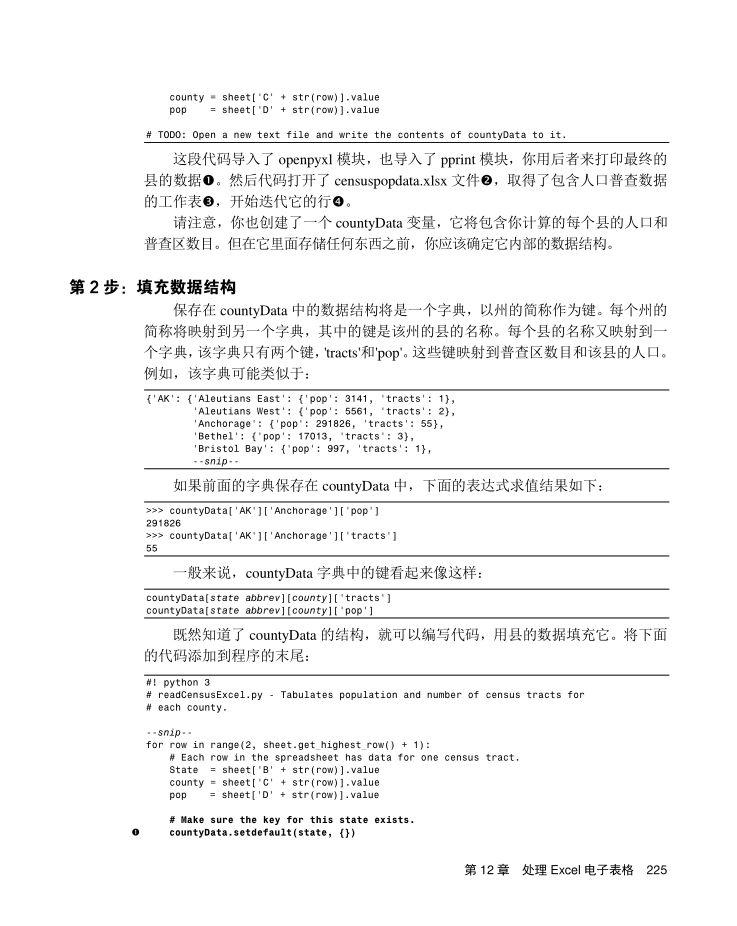 county = sheet['C' + str(row)].value
    pop    = sheet['D' + str(row)].value

# TODO: Open a new text file and write the contents of countyData to it.
这段代码导入了 openpyxl 模块，也导入了 pprint 模块，你用后者来打印最终的
县的数据❶。然后代码打开了 censuspopdata.xlsx 文件❷，取得了包含人口普查数据
的工作表❸，开始迭代它的行❹。
请注意，你也创建了一个 countyData 变量，它将包含你计算的每个县的人口和
普查区数目。但在它里面存储任何东西之前，你应该确定它内部的数据结构。
第 2 步：填充数据结构
保存在 countyData 中的数据结构将是一个字典，以州的简称作为键。每个州的
简称将映射到另一个字典，其中的键是该州的县的名称。每个县的名称又映射到一
个字典，该字典只有两个键，'tracts'和'pop'。这些键映射到普查区数目和该县的人口。
例如，该字典可能类似于：
{'AK': {'Aleutians East': {'pop': 3141, 'tracts': 1},
        'Aleutians West': {'pop': 5561, 'tracts': 2},
        'Anchorage': {'pop': 291826, 'tracts': 55},
        'Bethel': {'pop': 17013, 'tracts': 3},
        'Bristol Bay': {'pop': 997, 'tracts': 1},
        --snip--
如果前面的字典保存在 countyData 中，下面的表达式求值结果如下：
>>> countyData['AK']['Anchorage']['pop']
291826
>>> countyData['AK']['Anchorage']['tracts']
55
一般来说，countyData 字典中的键看起来像这样：
countyData[state abbrev][county]['tracts']
countyData[state abbrev][county]['pop']
既然知道了 countyData 的结构，就可以编写代码，用县的数据填充它。将下面
的代码添加到程序的末尾：
#! python 3
# readCensusExcel.py - Tabulates population and number of census tracts for
# each county.

--snip--
for row in range(2, sheet.get_highest_row() + 1):
    # Each row in the spreadsheet has data for one census tract.
    State  = sheet['B' + str(row)].value
    county = sheet['C' + str(row)].value
    pop    = sheet['D' + str(row)].value

    # Make sure the key for this state exists.
❶    countyData.setdefault(state, {})
第 12 章 处理 Excel 电子表格 225